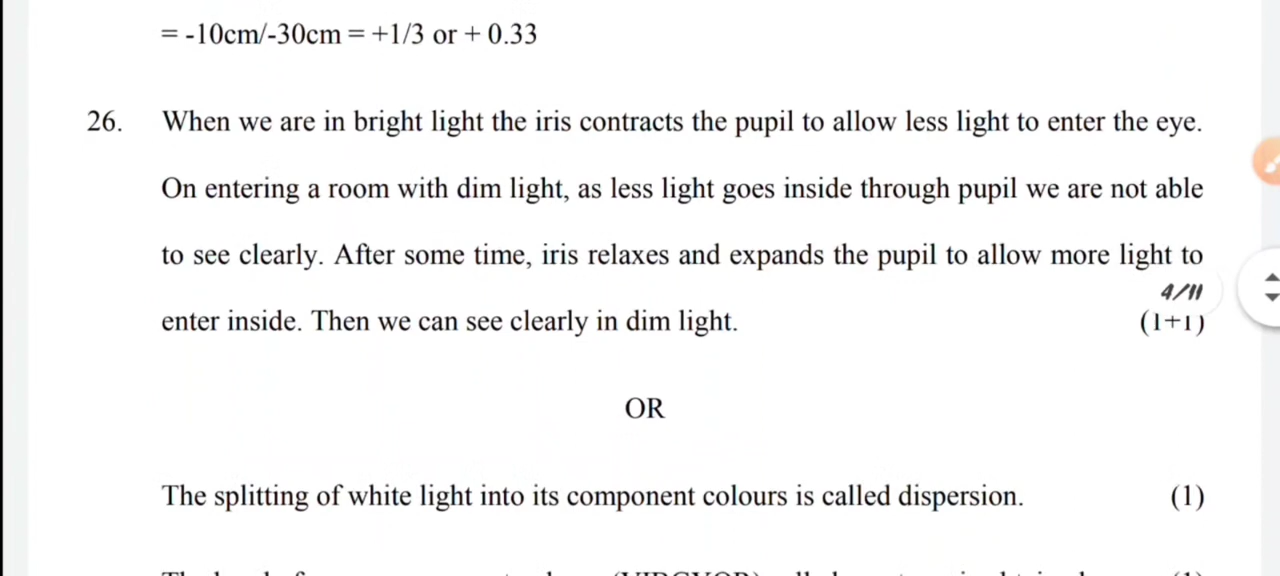 = -10cm/-30cm = +1/3 or + 0.33
26. When we are in bright light the iris contracts the pupil to allow less light to enter the eye.
On entering a room with dim light, as less light goes inside through pupil we are not able
to see clearly. After some time, iris relaxes and expands the pupil to allow more light to
4/11
enter inside. Then we can see clearly in dim light. (1+1)
OR
The splitting of white light into its component colours is called dispersion. (1)